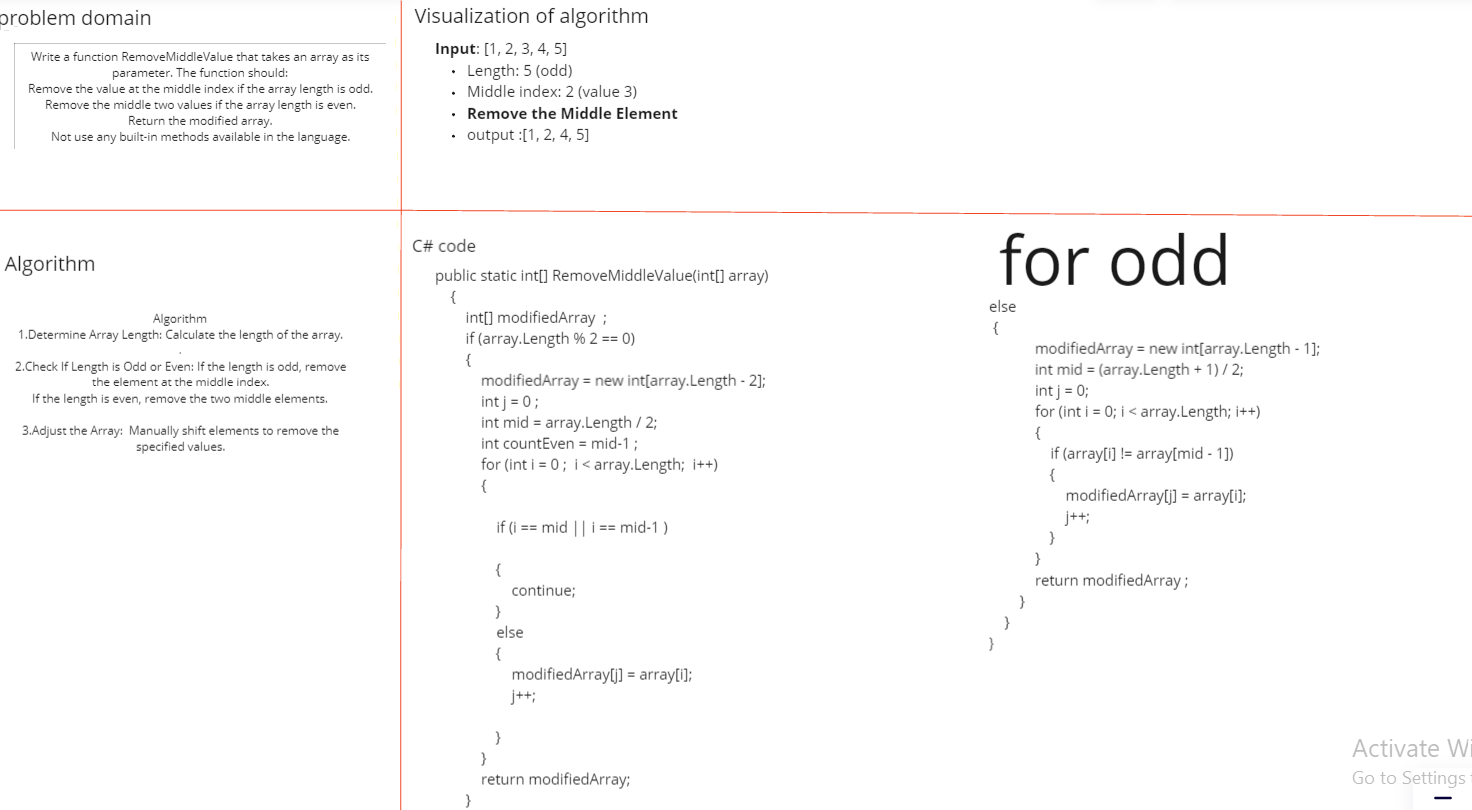 problem domain
Write a function RemoveMiddleValue that takes an array as its
parameter. The function should:
Remove the value at the middle index if the array length is odd.
Remove the middle two values if the array length is even.
Return the modified array.
Not use any built-in methods available in the language.
Visualization of algorithm
Input: [1, 2, 3, 4, 5]
• Length: 5 (odd)
• Middle index: 2 (value 3)
• Remove the Middle Element
• output :[1, 2, 4, 5]
Algorithm
Algorithm
1.Determine Array Length: Calculate the length of the array.
.
2.Check If Length is Odd or Even: If the length is odd, remove
the element at the middle index.
If the length is even, remove the two middle elements.
3.Adjust the Array:  Manually shift elements to remove the
specified values.
C# code
public static int[] RemoveMiddleValue(int[] array)
{
int[] modifiedArray  ;
if (array.Length % 2 == 0)
{
modifiedArray = new int[array.Length - 2];
int j = 0 ;
int mid = array.Length / 2;
int countEven = mid-1 ;
for (int i = 0 ;  i < array.Length;  i++)
{
if (i == mid || i == mid-1 )
{
continue;
}
else
{
modifiedArray[j] = array[i];
j++;
}
}
return modifiedArray;
}
for odd
else
{
modifiedArray = new int[array.Length - 1];
int mid = (array.Length + 1) / 2;
int j = 0;
for (int i = 0; i < array.Length; i++)
{
if (array[i] != array[mid - 1])
{
modifiedArray[j] = array[i];
j++;
}
}
return modifiedArray ;
}
}
}
Activate Wi
Go to Settings